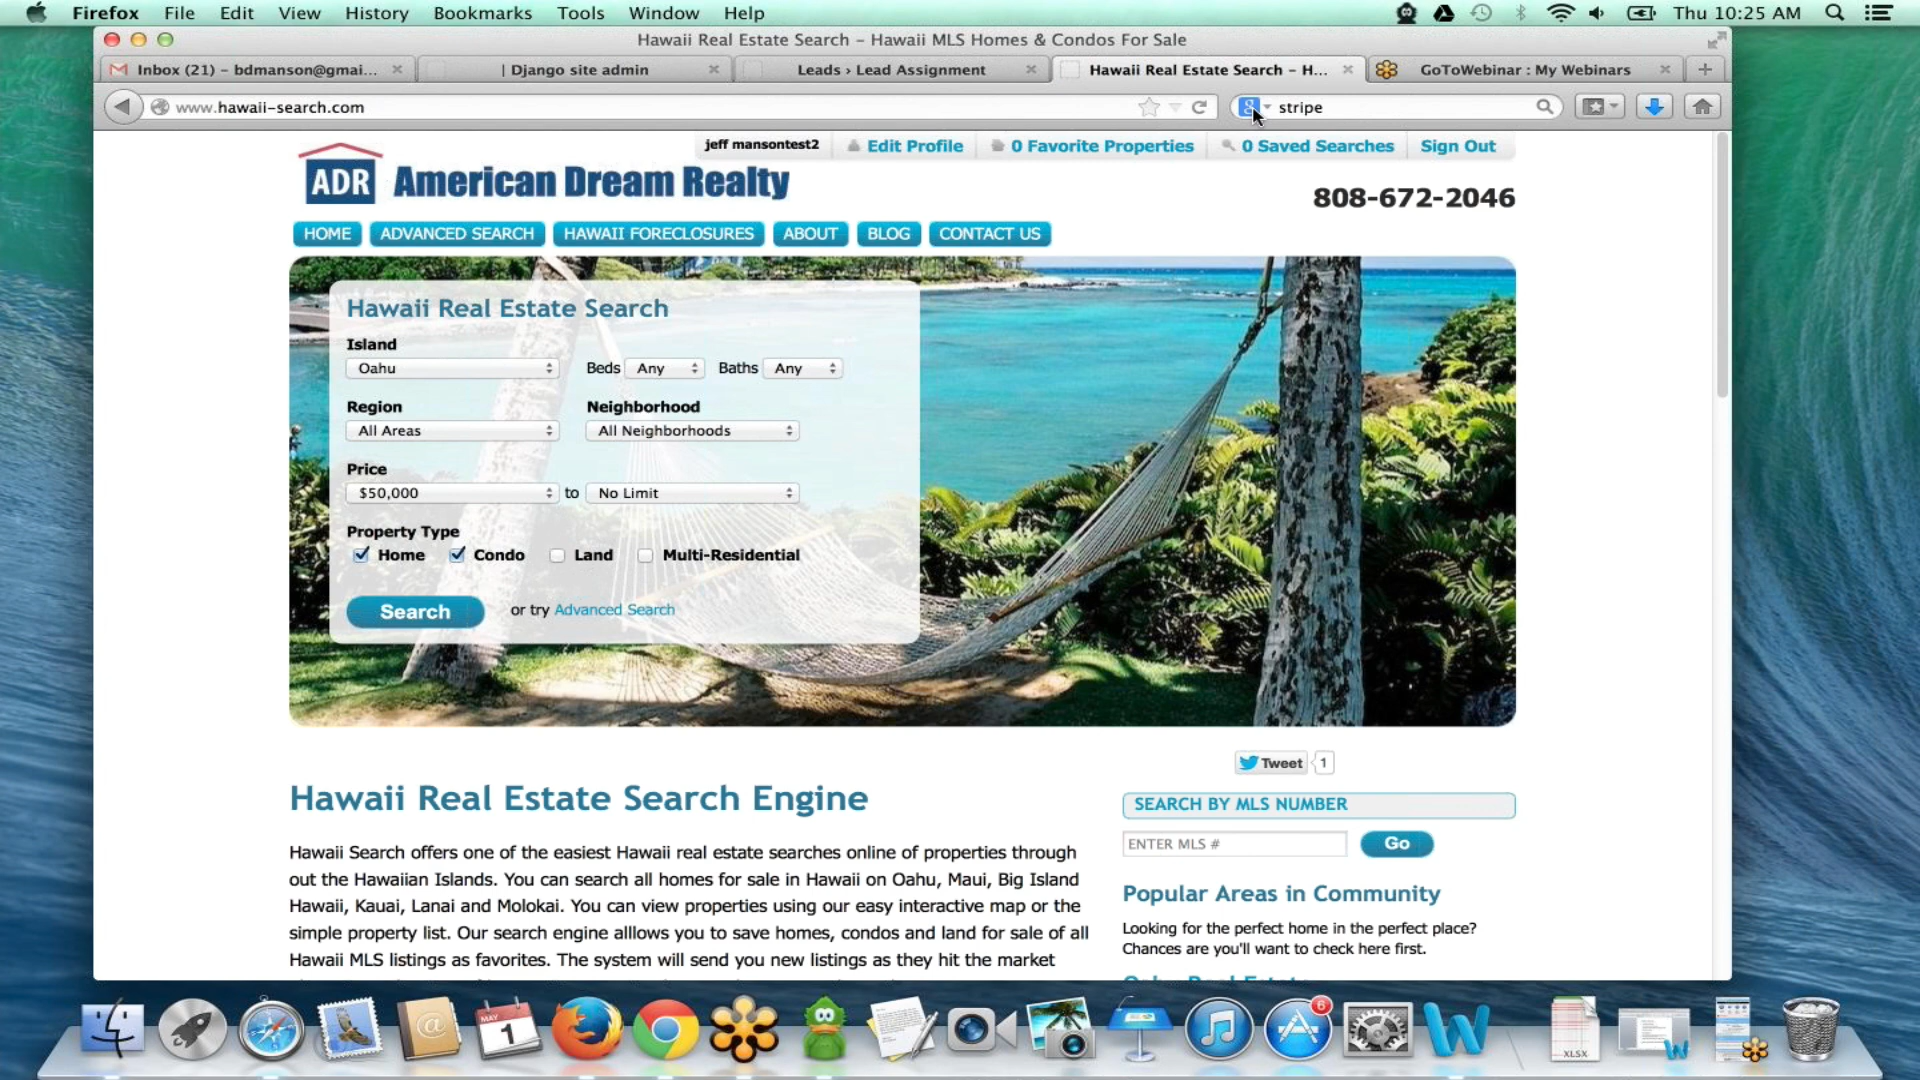 Firefox File Edit View History Bookmarks Tools Window Help Thu 10:25 AM
Hawaii Real Estate Search – Hawaii MLS Homes & Condos For Sale
Inbox (21) – bdmanson@gmai... | Django site admin Leads › Lead Assignment Hawaii Real Estate Search – H... GoToWebinar : My Webinars
www.hawaii-search.com stripe
jeff mansontest2 Edit Profile 0 Favorite Properties 0 Saved Searches Sign Out
ADR American Dream Realty
808-672-2046
HOME ADVANCED SEARCH HAWAII FORECLOSURES ABOUT BLOG CONTACT US
Hawaii Real Estate Search
Island
Oahu Beds Any Baths Any
Region Neighborhood
All Areas All Neighborhoods
Price
$50,000 to No Limit
Property Type
Home Condo Land Multi-Residential
Search or try Advanced Search
Tweet 1
Hawaii Real Estate Search Engine
Hawaii Search offers one of the easiest Hawaii real estate searches online of properties through
out the Hawaiian Islands. You can search all homes for sale in Hawaii on Oahu, Maui, Big Island
Hawaii, Kauai, Lanai and Molokai. You can view properties using our easy interactive map or the
simple property list. Our search engine alllows you to save homes, condos and land for sale of all
Hawaii MLS listings as favorites. The system will send you new listings as they hit the market
SEARCH BY MLS NUMBER
ENTER MLS # Go
Popular Areas in Community
Looking for the perfect home in the perfect place?
Chances are you'll want to check here first.
Oahu Real Estate
MAY
1
6
XLSX